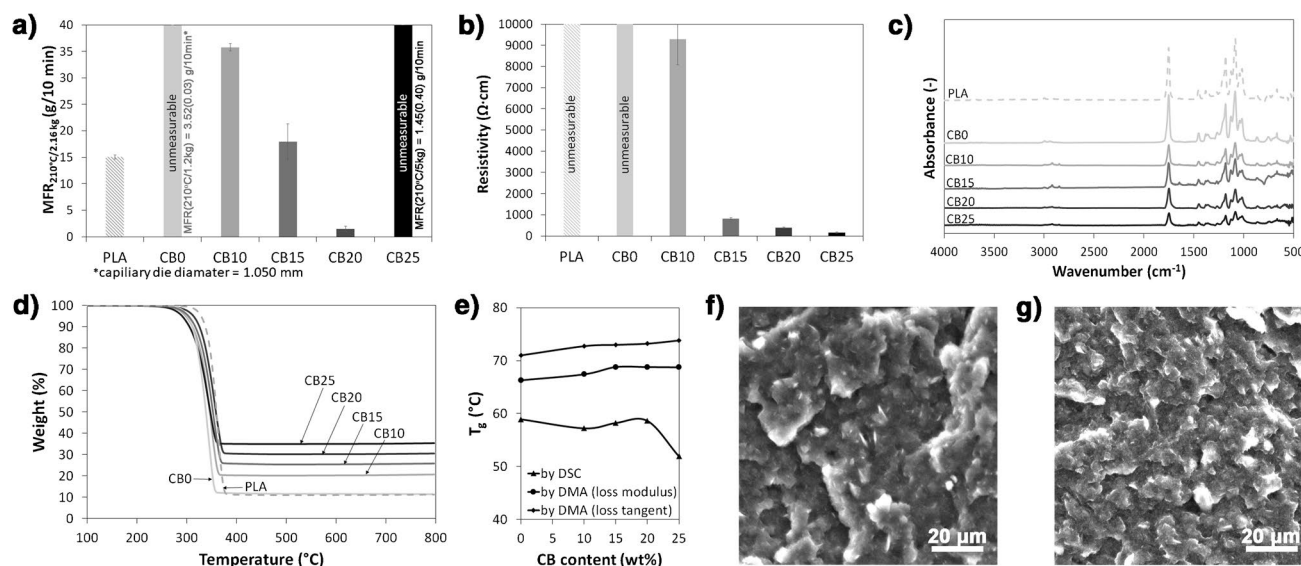 a)
MFR210°C/2.16 kg (g/10 min)
40
35
30
25
20
15
10
5
0
unmeasurable
MFR(210°C/1.2kg) = 3.52(0.03) g/10min*
unmeasurable
MFR(210°C/5kg) = 1.45(0.40) g/10min
PLA CB0 CB10 CB15 CB20 CB25
*capiliary die diamater = 1.050 mm
b)
Resistivity (Ω·cm)
10000
9000
8000
7000
6000
5000
4000
3000
2000
1000
0
unmeasurable
unmeasurable
PLA CB0 CB10 CB15 CB20 CB25
c)
Absorbance (-)
PLA
CB0
CB10
CB15
CB20
CB25
4000 3500 3000 2500 2000 1500 1000 500
Wavenumber (cm-1)
d)
Weight (%)
100
90
80
70
60
50
40
30
20
10
0
CB25
CB20
CB15
CB10
CB0
PLA
100 200 300 400 500 600 700 800
Temperature (°C)
e)
Tg (°C)
80
70
60
50
40
by DSC
by DMA (loss modulus)
by DMA (loss tangent)
0 5 10 15 20 25
CB content (wt%)
f)
20 µm
g)
20 µm